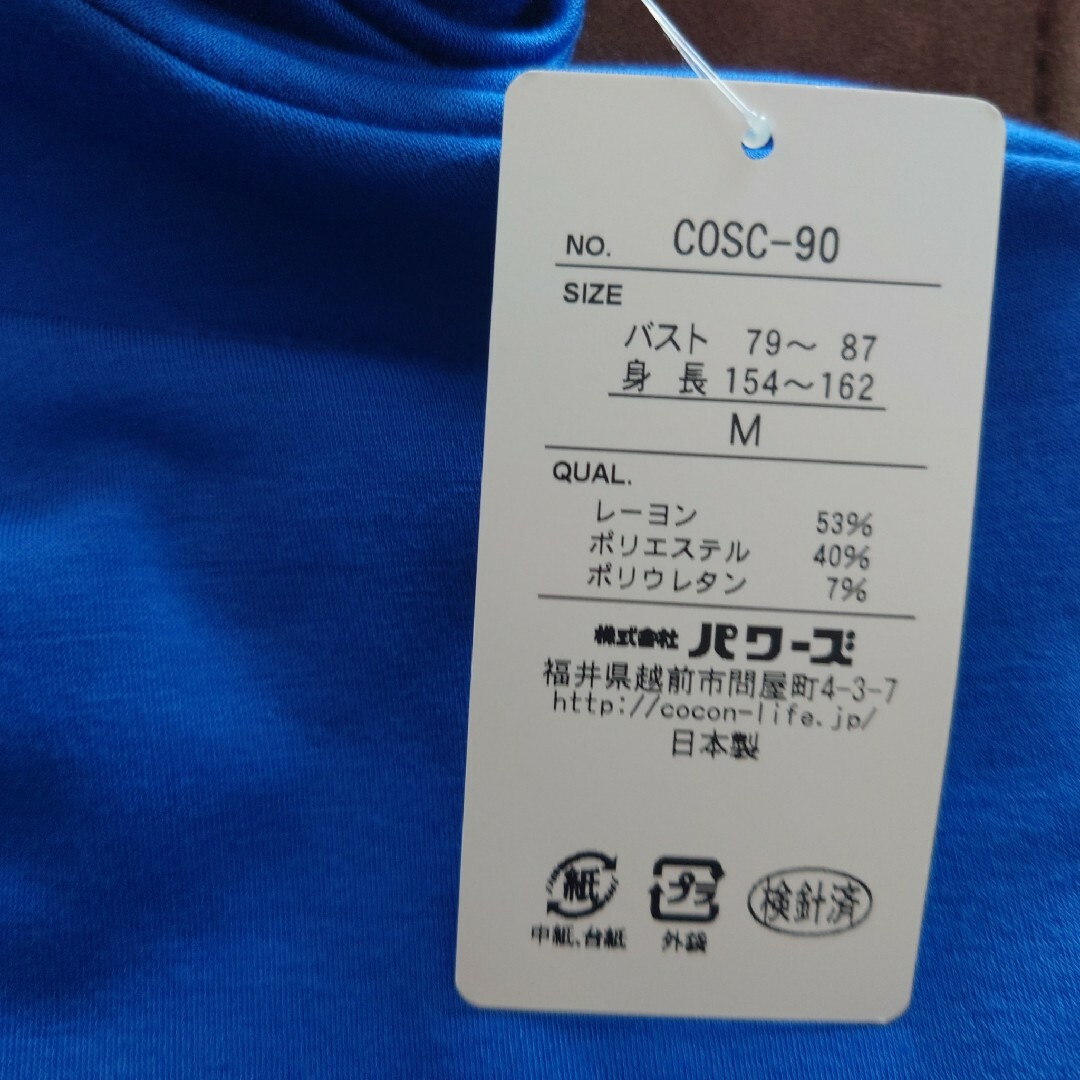 NO. COSC-90
SIZE
バスト 79〜 87
身 長 154〜162
M
QUAL.
レーヨン 53%
ポリエステル 40%
ポリウレタン 7%
株式会社 パワーズ
福井県越前市問屋町4-3-7
http://cocon-life.jp/
日本製
紙 プラ 検針済
中紙、台紙 外袋